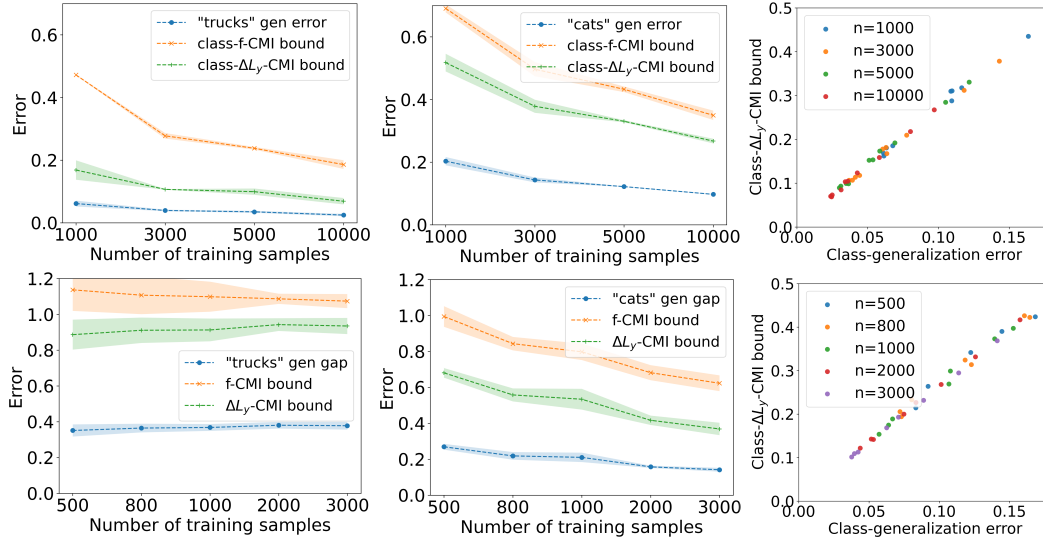 "trucks" gen error
class-f-CMI bound
class-ΔL_y-CMI bound
Error
0.6
0.4
0.2
0.0
1000 3000 5000 10000
Number of training samples
"cats" gen error
class-f-CMI bound
class-ΔL_y-CMI bound
Error
0.6
0.4
0.2
0.0
1000 3000 5000 10000
Number of training samples
n=1000
n=3000
n=5000
n=10000
Class-ΔL_y-CMI bound
0.5
0.4
0.3
0.2
0.1
0.0
0.00 0.05 0.10 0.15
Class-generalization error
"trucks" gen gap
f-CMI bound
ΔL_y-CMI bound
Error
1.2
1.0
0.8
0.6
0.4
0.2
0.0
500 800 1000 2000 3000
Number of training samples
"cats" gen gap
f-CMI bound
ΔL_y-CMI bound
Error
1.2
1.0
0.8
0.6
0.4
0.2
0.0
500 800 1000 2000 3000
Number of training samples
n=500
n=800
n=1000
n=2000
n=3000
Class-ΔL_y-CMI bound
0.5
0.4
0.3
0.2
0.1
0.0
0.00 0.05 0.10 0.15
Class-generalization error